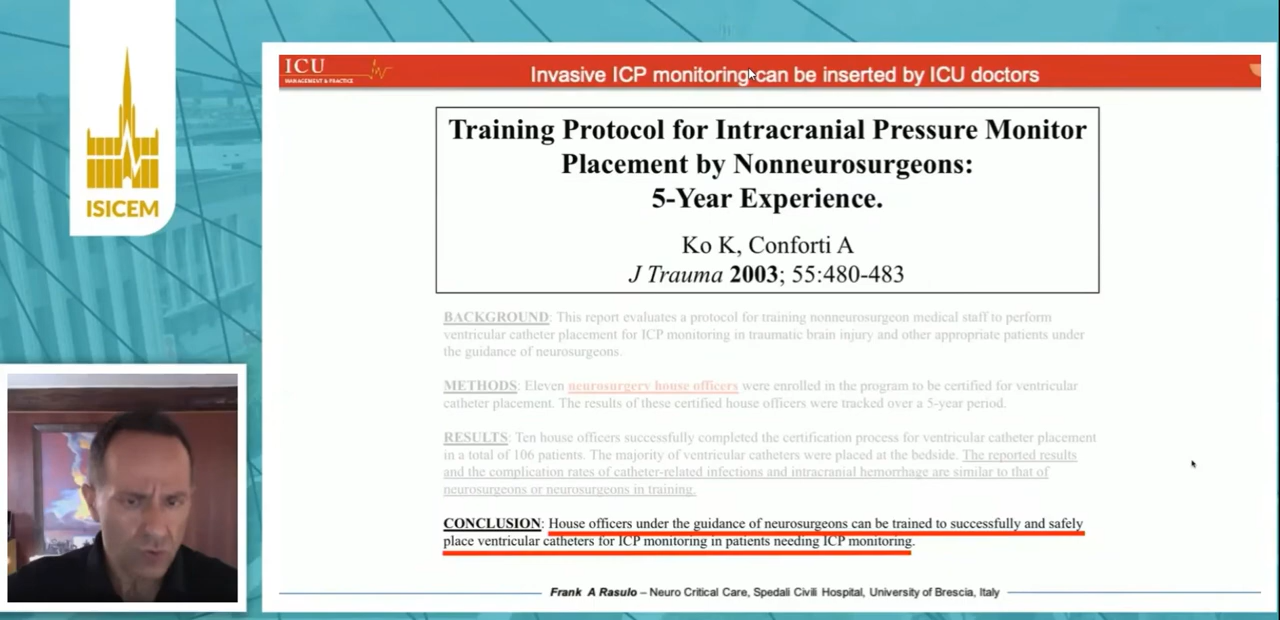 ICU
MANAGEMENT & PRACTICE
Invasive ICP monitoring can be inserted by ICU doctors
ISICEM
Training Protocol for Intracranial Pressure Monitor
Placement by Nonneurosurgeons:
5-Year Experience.
Ko K, Conforti A
J Trauma 2003; 55:480-483
BACKGROUND: This report evaluates a protocol for training nonneurosurgeon medical staff to perform
ventricular catheter placement for ICP monitoring in traumatic brain injury and other appropriate patients under
the guidance of neurosurgeons.
METHODS: Eleven neurosurgery house officers were enrolled in the program to be certified for ventricular
catheter placement. The results of these certified house officers were tracked over a 5-year period.
RESULTS: Ten house officers successfully completed the certification process for ventricular catheter placement
in a total of 106 patients. The majority of ventricular catheters were placed at the bedside. The reported results
and the complication rates of catheter-related infections and intracranial hemorrhage are similar to that of
neurosurgeons or neurosurgeons in training.
CONCLUSION: House officers under the guidance of neurosurgeons can be trained to successfully and safely
place ventricular catheters for ICP monitoring in patients needing ICP monitoring.
Frank A Rasulo – Neuro Critical Care, Spedali Civili Hospital, University of Brescia, Italy